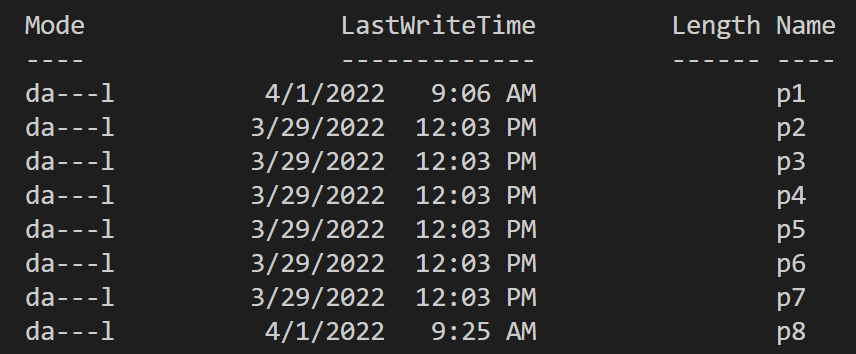 Mode LastWriteTime Length Name
---- ------------- ------ ----
da---l 4/1/2022 9:06 AM p1
da---l 3/29/2022 12:03 PM p2
da---l 3/29/2022 12:03 PM p3
da---l 3/29/2022 12:03 PM p4
da---l 3/29/2022 12:03 PM p5
da---l 3/29/2022 12:03 PM p6
da---l 3/29/2022 12:03 PM p7
da---l 4/1/2022 9:25 AM p8